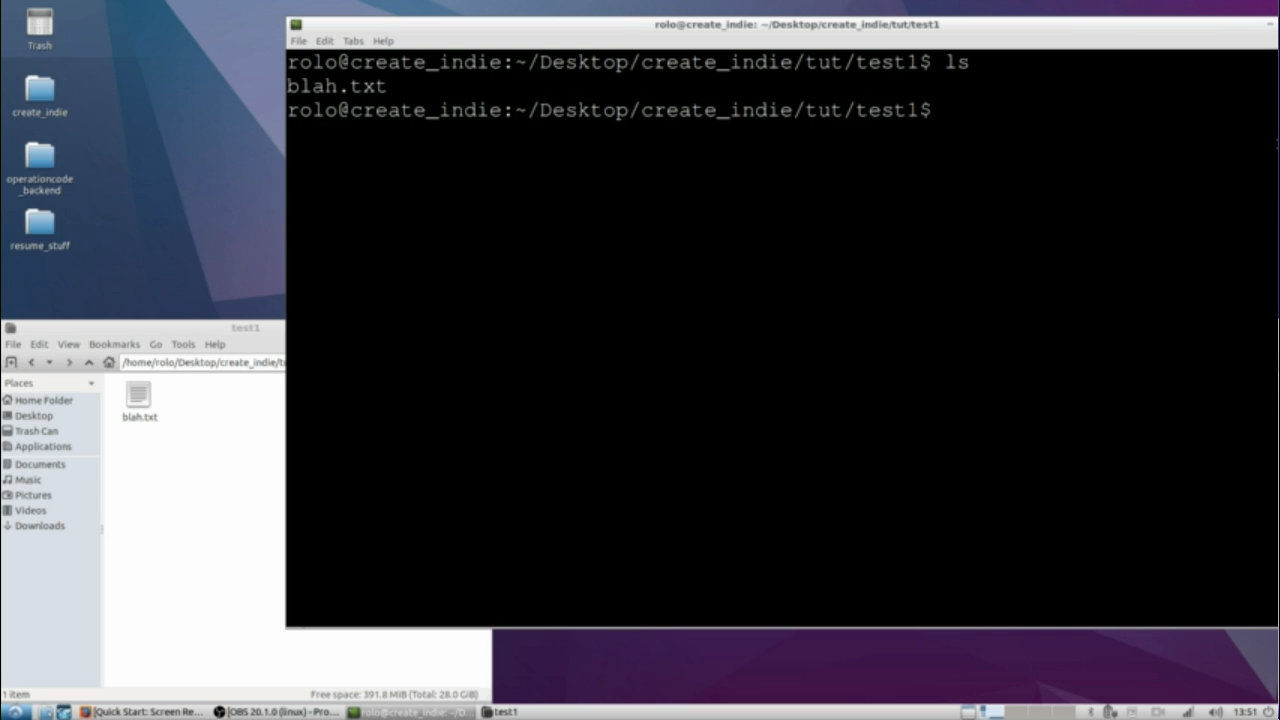 Trash
create_indie
operationcode
_backend
resume_stuff
rolo@create_indie: ~/Desktop/create_indie/tut/test1
File Edit Tabs Help
rolo@create_indie:~/Desktop/create_indie/tut/test1$ ls
blah.txt
rolo@create_indie:~/Desktop/create_indie/tut/test1$
test1
File Edit View Bookmarks Go Tools Help
/home/rolo/Desktop/create_indie/t
Places
Home Folder
Desktop
Trash Can
Applications
Documents
Music
Pictures
Videos
Downloads
blah.txt
1 item
Free space: 391.8 MiB (Total: 28.0 GiB)
[Quick Start: Screen Re...
[OBS 20.1.0 (linux) - Pro...
rolo@create_indie: ~/D...
test1
13:51